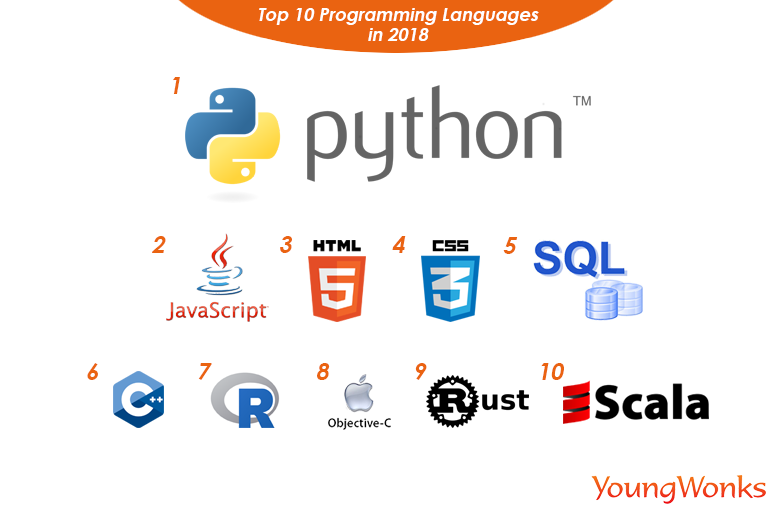 Top 10 Programming Languages
in 2018
1
python
TM
2
JavaScript
3
HTML
5
4
CSS
3
5
SQL
6
C++
7
R
8
Objective-C
9
Rust
10
Scala
YoungWonks